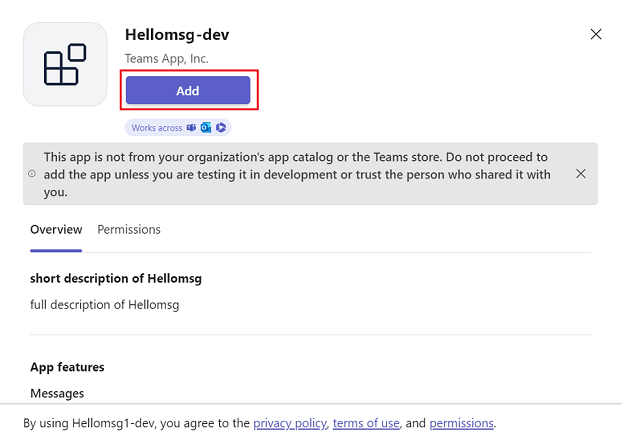 Hellomsg-dev
Teams App, Inc.
Add
Works across
This app is not from your organization's app catalog or the Teams store. Do not proceed to
add the app unless you are testing it in development or trust the person who shared it with
you.
Overview Permissions
short description of Hellomsg
full description of Hellomsg
App features
Messages
By using Hellomsg1-dev, you agree to the privacy policy, terms of use, and permissions.